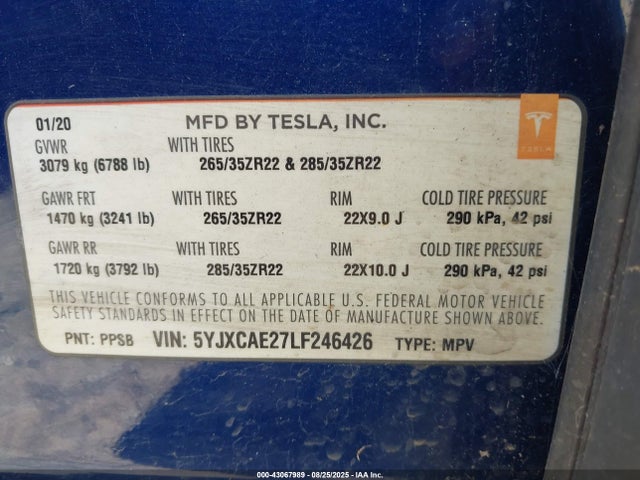 01/20 MFD BY TESLA, INC.
GVWR WITH TIRES
3079 kg (6788 lb) 265/35ZR22 & 285/35ZR22
TESLA
GAWR FRT WITH TIRES RIM COLD TIRE PRESSURE
1470 kg (3241 lb) 265/35ZR22 22X9.0 J 290 kPa, 42 psi
GAWR RR WITH TIRES RIM COLD TIRE PRESSURE
1720 kg (3792 lb) 285/35ZR22 22X10.0 J 290 kPa, 42 psi
THIS VEHICLE CONFORMS TO ALL APPLICABLE U.S. FEDERAL MOTOR VEHICLE
SAFETY STANDARDS IN EFFECT ON THE DATE OF MANUFACTURE SHOWN ABOVE.
PNT: PPSB VIN: 5YJXCAE27LF246426 TYPE: MPV
000-43067989 - 08/25/2025 - IAA Inc.